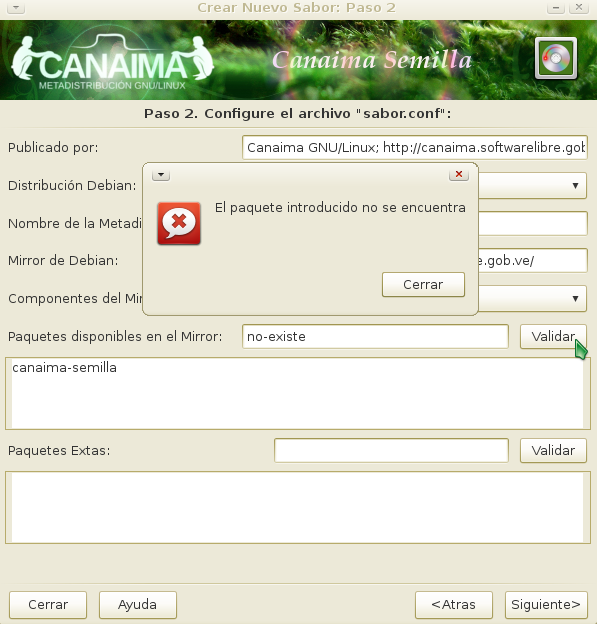 Crear Nuevo Sabor: Paso 2
CANAIMA
METADISTRIBUCIÓN GNU/LINUX
Canaima Semilla
Paso 2. Configure el archivo "sabor.conf":
Publicado por:
Canaima GNU/Linux; http://canaima.softwarelibre.gob
Distribución Debian:
El paquete introducido no se encuentra
Nombre de la Metadi
Mirror de Debian:
e.gob.ve/
Cerrar
Componentes del Mir
Paquetes disponibles en el Mirror:
no-existe
Validar
canaima-semilla
Paquetes Extas:
Validar
Cerrar
Ayuda
<Atras
Siguiente>